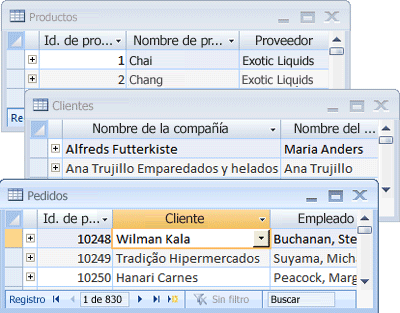 Productos
Id. de pro... Nombre de pr... Proveedor
1 Chai Exotic Liquids
2 Chang Exotic Liquids
Clientes
Nombre de la compañía Nombre del ...
Alfreds Futterkiste Maria Anders
Ana Trujillo Emparedados y helados Ana Trujillo
Pedidos
Id. de p... Cliente Empleado
10248 Wilman Kala Buchanan, Ste
10249 Tradição Hipermercados Suyama, Mich
10250 Hanari Carnes Peacock, Marg
Registro 1 de 830 Sin filtro Buscar